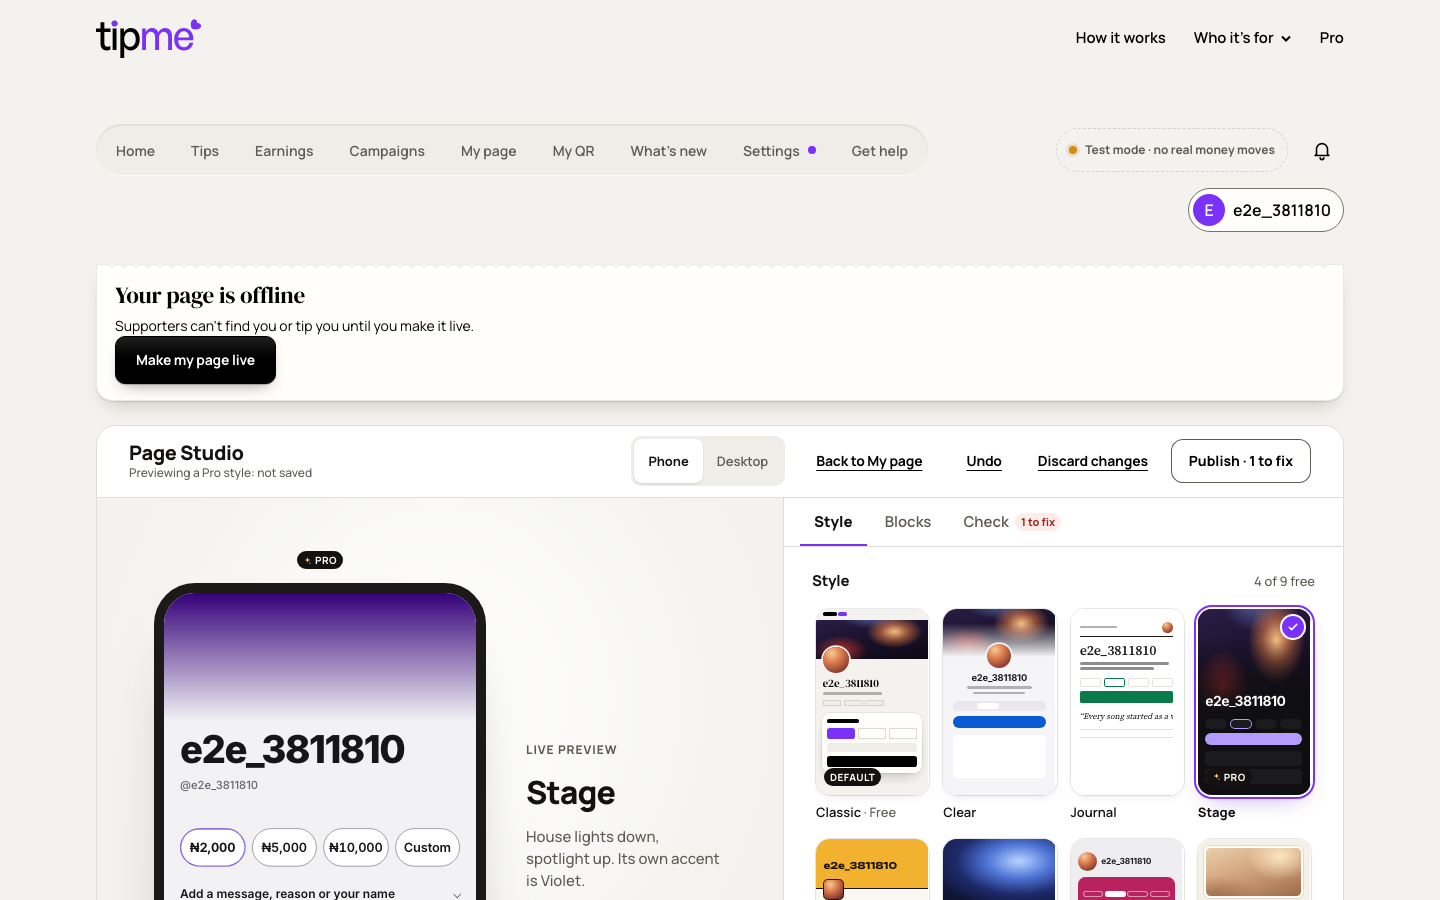 tipme
How it works
Who it's for
Pro
Home
Tips
Earnings
Campaigns
My page
My QR
What's new
Settings
Get help
Test mode · no real money moves
E
e2e_3811810
Your page is offline
Supporters can't find you or tip you until you make it live.
Make my page live
Page Studio
Previewing a Pro style: not saved
Phone
Desktop
Back to My page
Undo
Discard changes
Publish · 1 to fix
PRO
e2e_3811810
@e2e_3811810
₦2,000
₦5,000
₦10,000
Custom
Add a message, reason or your name
LIVE PREVIEW
Stage
House lights down,
spotlight up. Its own accent
is Violet.
Style
Blocks
Check
1 to fix
Style
4 of 9 free
e2e_3811810
DEFAULT
Classic · Free
e2e_3811810
Clear
e2e_3811810
"Every song started as a v
Journal
e2e_3811810
PRO
Stage
e2e_3811810
e2e_3811810